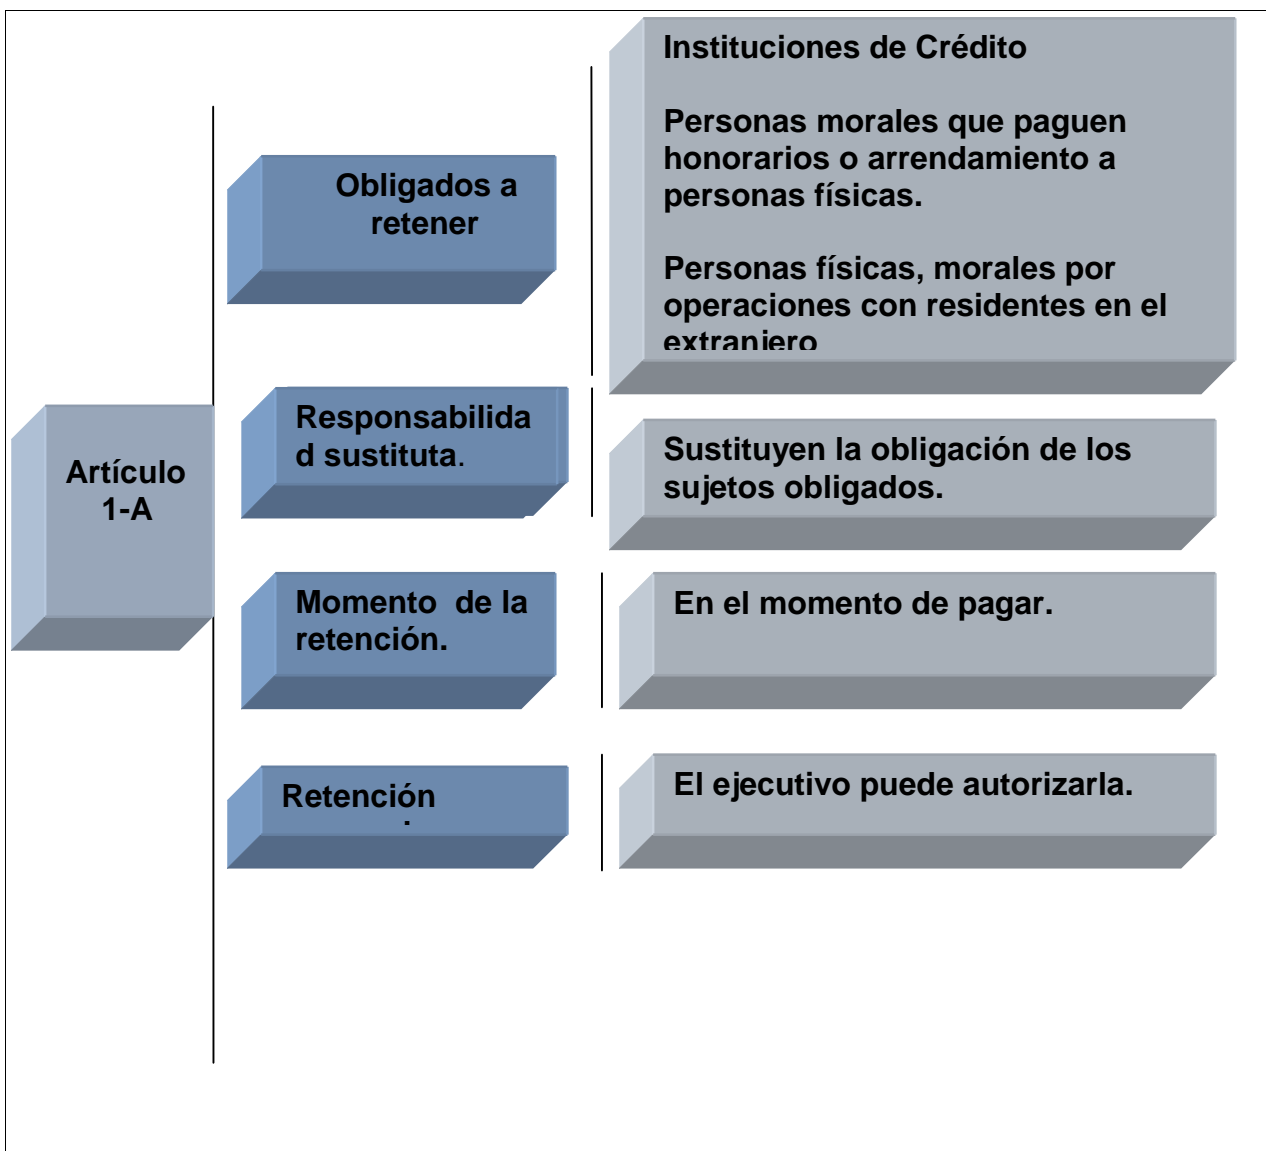 Artículo
1-A
Obligados a
retener
Instituciones de Crédito
Personas morales que paguen
honorarios o arrendamiento a
personas físicas.
Personas físicas, morales por
operaciones con residentes en el
extranjero
Responsabilida
d sustituta.
Sustituyen la obligación de los
sujetos obligados.
Momento de la
retención.
En el momento de pagar.
Retención
El ejecutivo puede autorizarla.